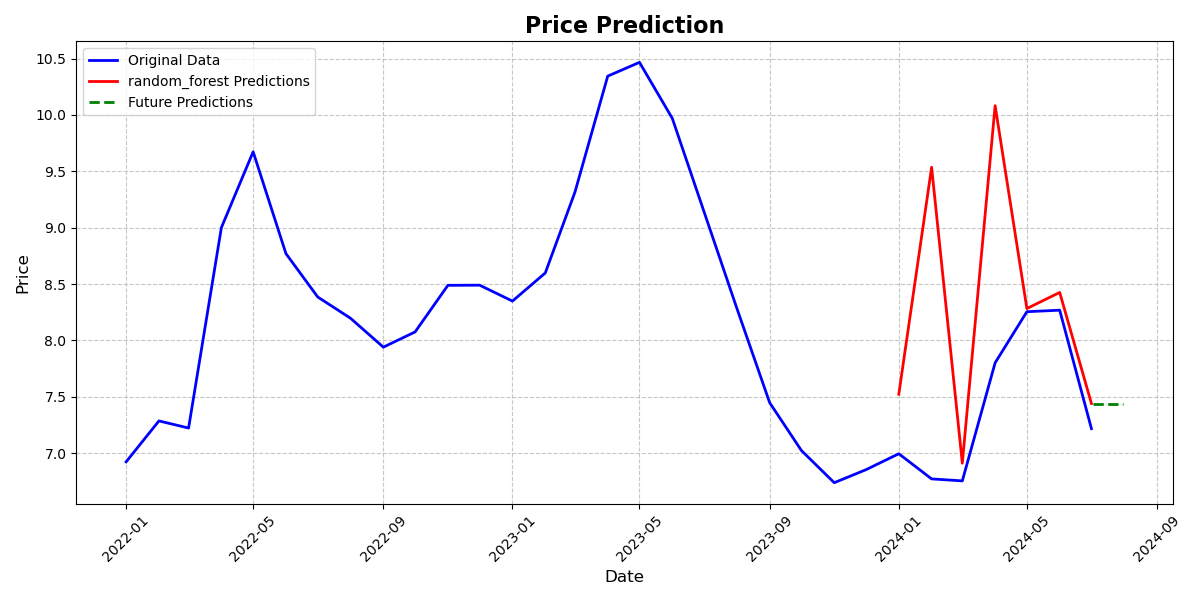 Price Prediction
Original Data
random_forest Predictions
Future Predictions
Price
10.5
10.0
9.5
9.0
8.5
8.0
7.5
7.0
2022-01
2022-05
2022-09
2023-01
2023-05
2023-09
2024-01
2024-05
2024-09
Date